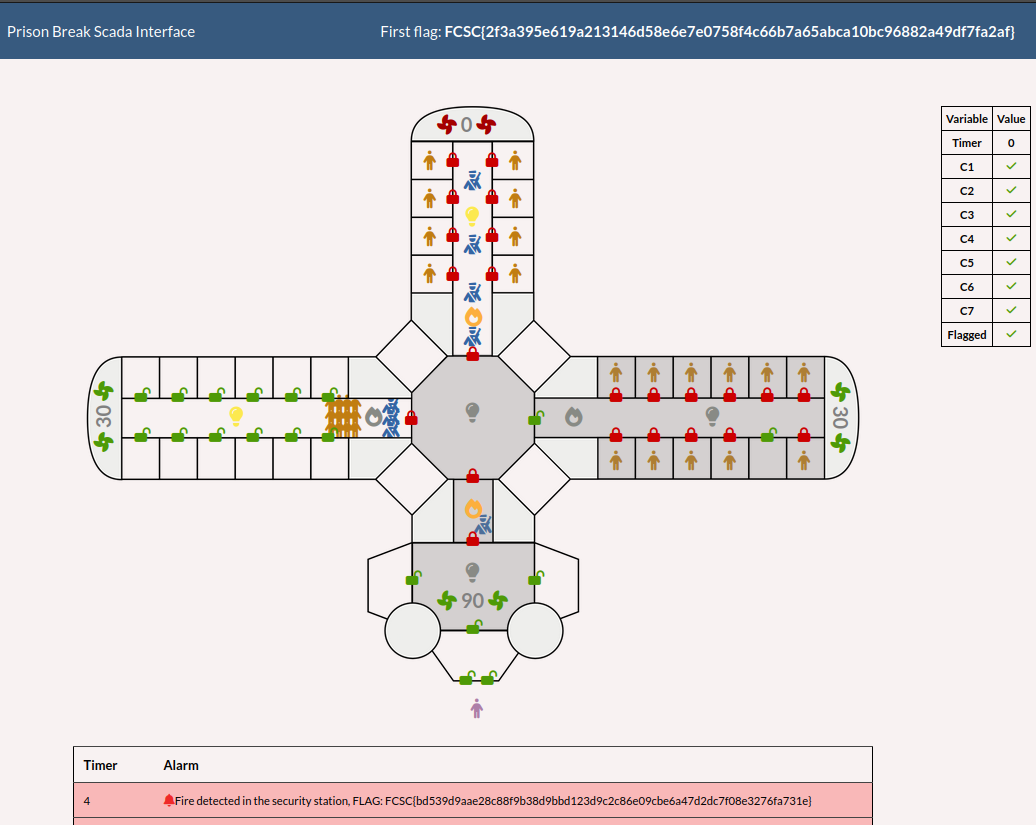 Prison Break Scada Interface
First flag: FCSC{2f3a395e619a213146d58e6e7e0758f4c66b7a65abca10bc96882a49df7fa2af}
0
Variable Value
Timer 0
C1 ✓
C2 ✓
C3 ✓
C4 ✓
C5 ✓
C6 ✓
C7 ✓
Flagged ✓
30
30
90
Timer Alarm
4 Fire detected in the security station, FLAG: FCSC{bd539d9aae28c88f9b38d9bbd123d9c2c86e09cbe6a47d2dc7f08e3276fa731e}